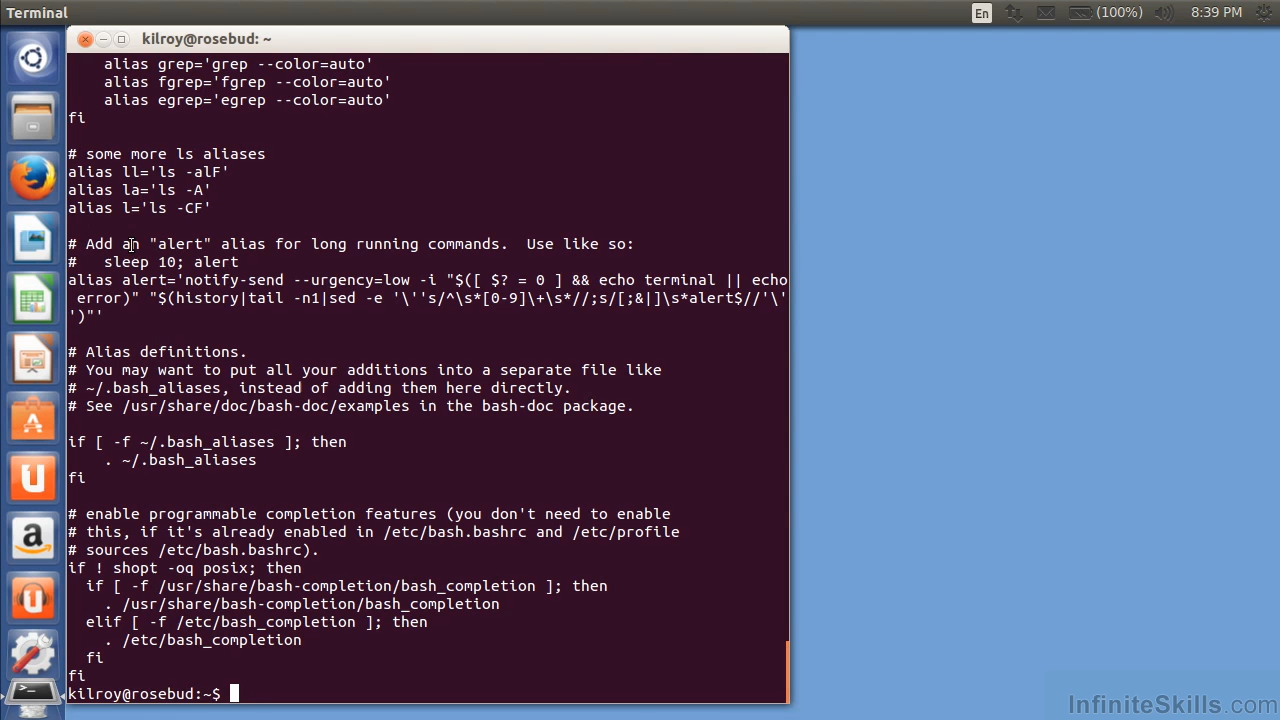 Terminal
En
(100%)
8:39 PM
kilroy@rosebud: ~
    alias grep='grep --color=auto'
    alias fgrep='fgrep --color=auto'
    alias egrep='egrep --color=auto'
fi
# some more ls aliases
alias ll='ls -alF'
alias la='ls -A'
alias l='ls -CF'
# Add an "alert" alias for long running commands.  Use like so:
#   sleep 10; alert
alias alert='notify-send --urgency=low -i "$([ $? = 0 ] && echo terminal || echo
 error)" "$(history|tail -n1|sed -e '\''s/^\s*[0-9]\+\s*//;s/[;&|]\s*alert$//'\'
')"'
# Alias definitions.
# You may want to put all your additions into a separate file like
# ~/.bash_aliases, instead of adding them here directly.
# See /usr/share/doc/bash-doc/examples in the bash-doc package.
if [ -f ~/.bash_aliases ]; then
    . ~/.bash_aliases
fi
# enable programmable completion features (you don't need to enable
# this, if it's already enabled in /etc/bash.bashrc and /etc/profile
# sources /etc/bash.bashrc).
if ! shopt -oq posix; then
  if [ -f /usr/share/bash-completion/bash_completion ]; then
    . /usr/share/bash-completion/bash_completion
  elif [ -f /etc/bash_completion ]; then
    . /etc/bash_completion
  fi
fi
kilroy@rosebud:~$
InfiniteSkills.com